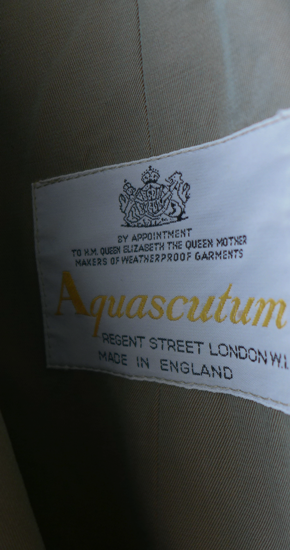 BY APPOINTMENT
TO H.M. QUEEN ELIZABETH THE QUEEN MOTHER
MAKERS OF WEATHERPROOF GARMENTS
Aquascutum
REGENT STREET LONDON W.1.
MADE IN ENGLAND